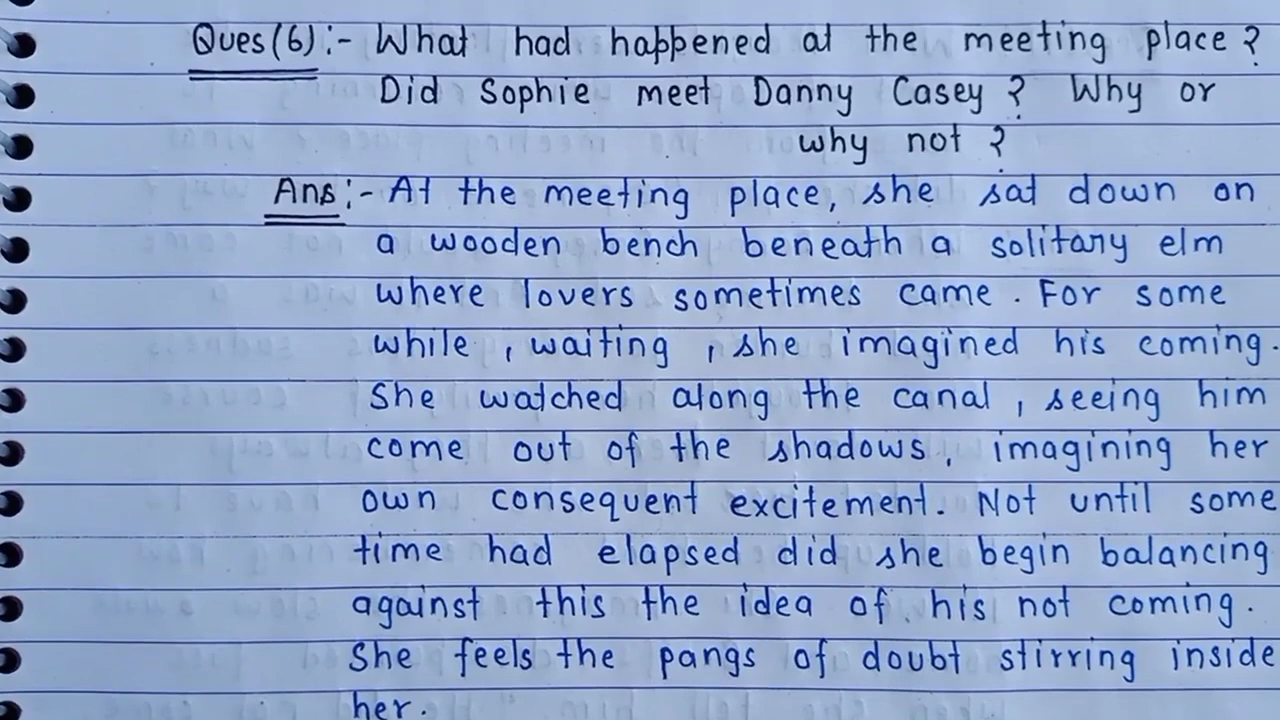 Ques(6):- What had happened at the meeting place?
Did Sophie meet Danny Casey? Why or
why not?
Ans:- At the meeting place, she sat down on
a wooden bench beneath a solitary elm
where lovers sometimes came. For some
while, waiting, she imagined his coming.
She watched along the canal, seeing him
come out of the shadows, imagining her
own consequent excitement. Not until some
time had elapsed did she begin balancing
against this the idea of his not coming.
She feels the pangs of doubt stirring inside
her.